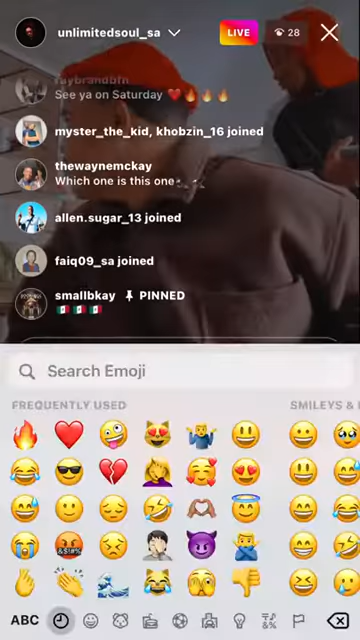 unlimitedsoul_sa
LIVE
28
raybrandbfh
See ya on Saturday
myster_the_kid, khobzin_16 joined
thewaynemckay
Which one is this one
allen.sugar_13 joined
faiq09_sa joined
smallbkay PINNED
Search Emoji
FREQUENTLY USED
SMILEYS &
ABC